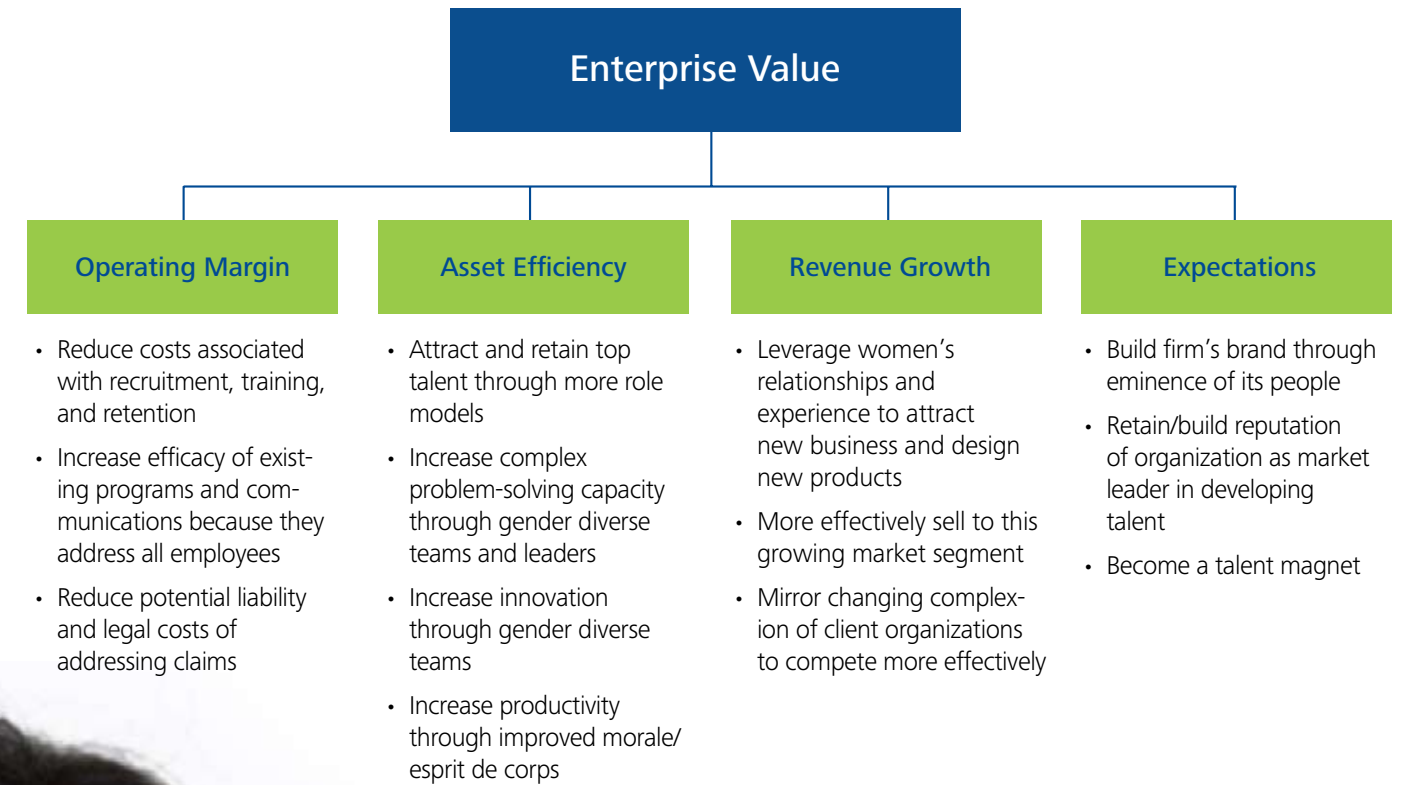 Enterprise Value
Operating Margin
• Reduce costs associated
with recruitment, training,
and retention
• Increase efficacy of exist-
ing programs and com-
munications because they
address all employees
• Reduce potential liability
and legal costs of
addressing claims
Asset Efficiency
• Attract and retain top
talent through more role
models
• Increase complex
problem-solving capacity
through gender diverse
teams and leaders
• Increase innovation
through gender diverse
teams
• Increase productivity
through improved morale/
esprit de corps
Revenue Growth
• Leverage women’s
relationships and
experience to attract
new business and design
new products
• More effectively sell to this
growing market segment
• Mirror changing complex-
ion of client organizations
to compete more effectively
Expectations
• Build firm’s brand through
eminence of its people
• Retain/build reputation
of organization as market
leader in developing
talent
• Become a talent magnet